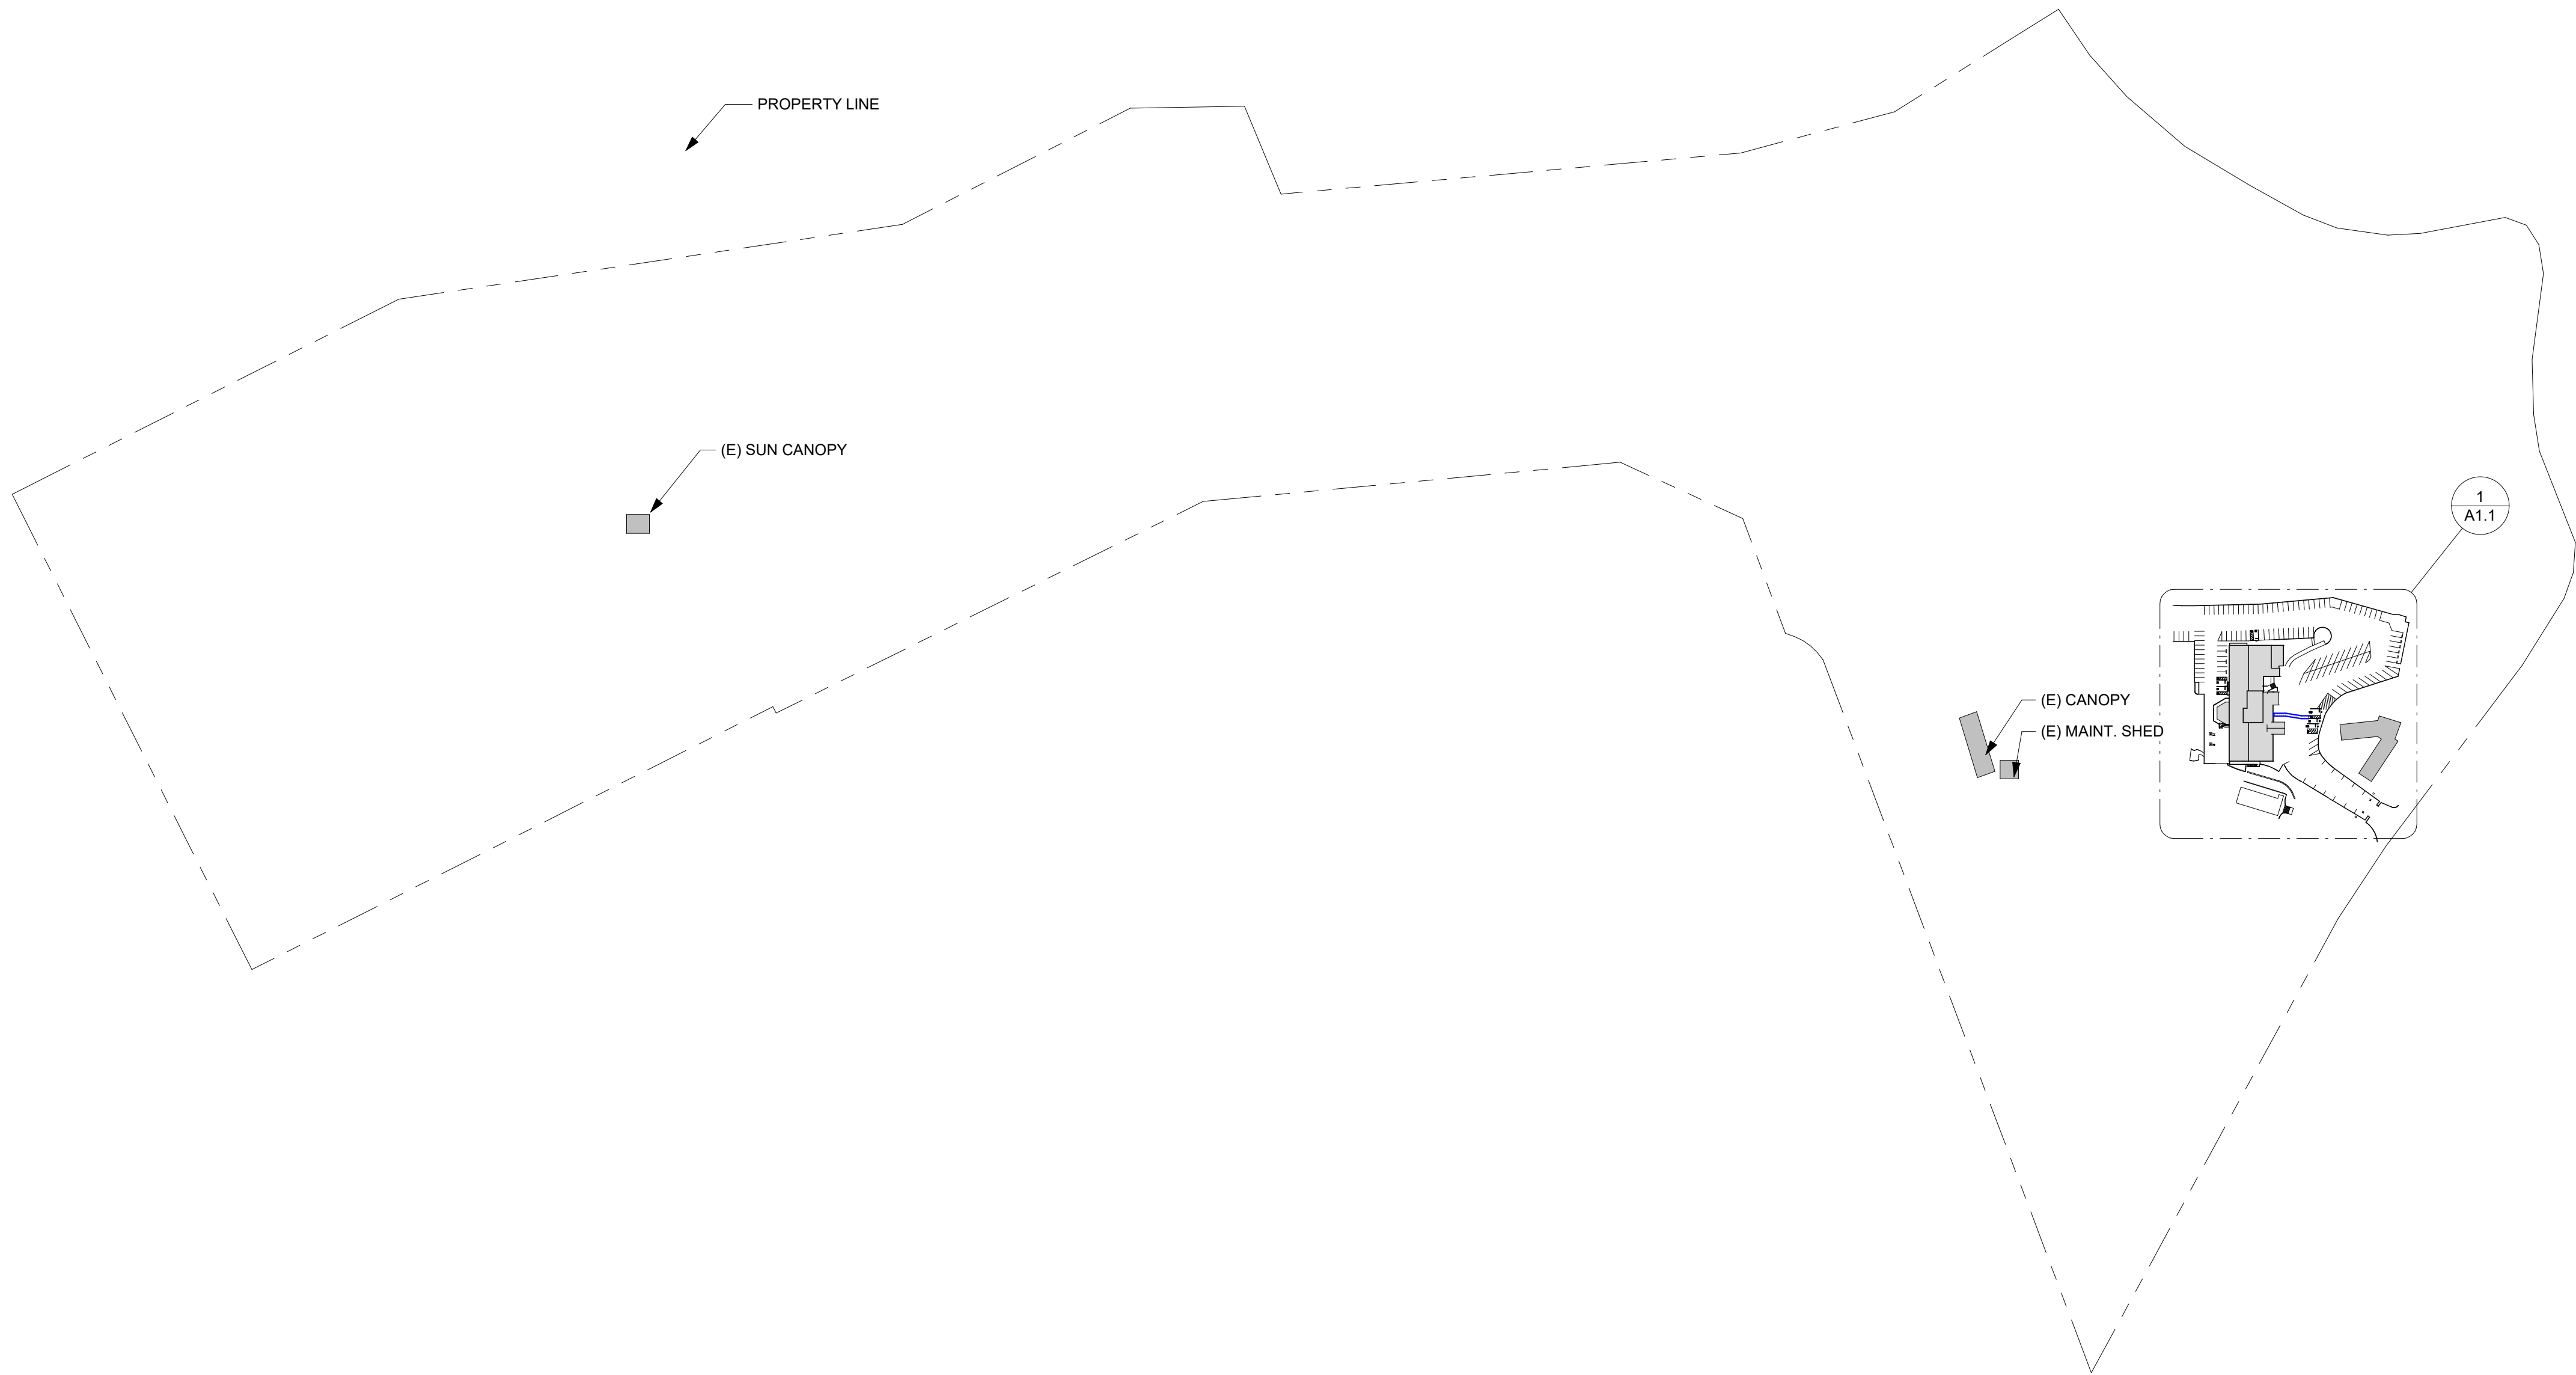 PROPERTY LINE
(E) SUN CANOPY
1
A1.1
(E) CANOPY
(E) MAINT. SHED